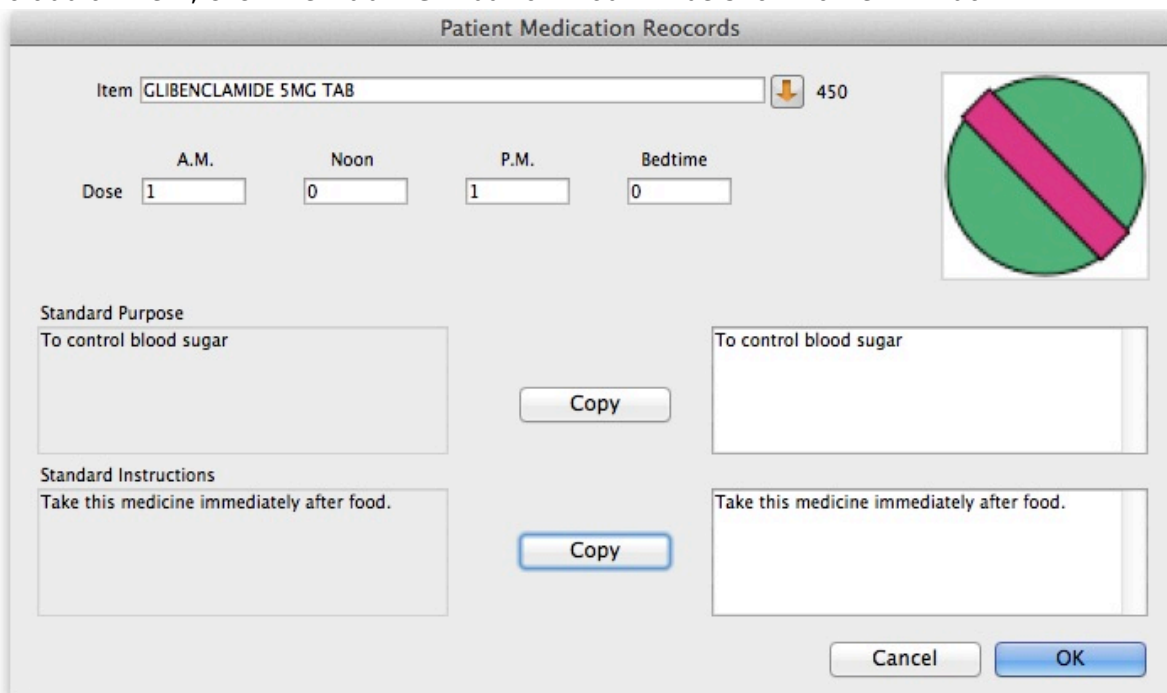 Patient Medication Reocords
Item GLIBENCLAMIDE 5MG TAB 450
A.M. Noon P.M. Bedtime
Dose 1 0 1 0
Standard Purpose
To control blood sugar To control blood sugar
Copy
Standard Instructions
Take this medicine immediately after food. Take this medicine immediately after food.
Copy
Cancel OK